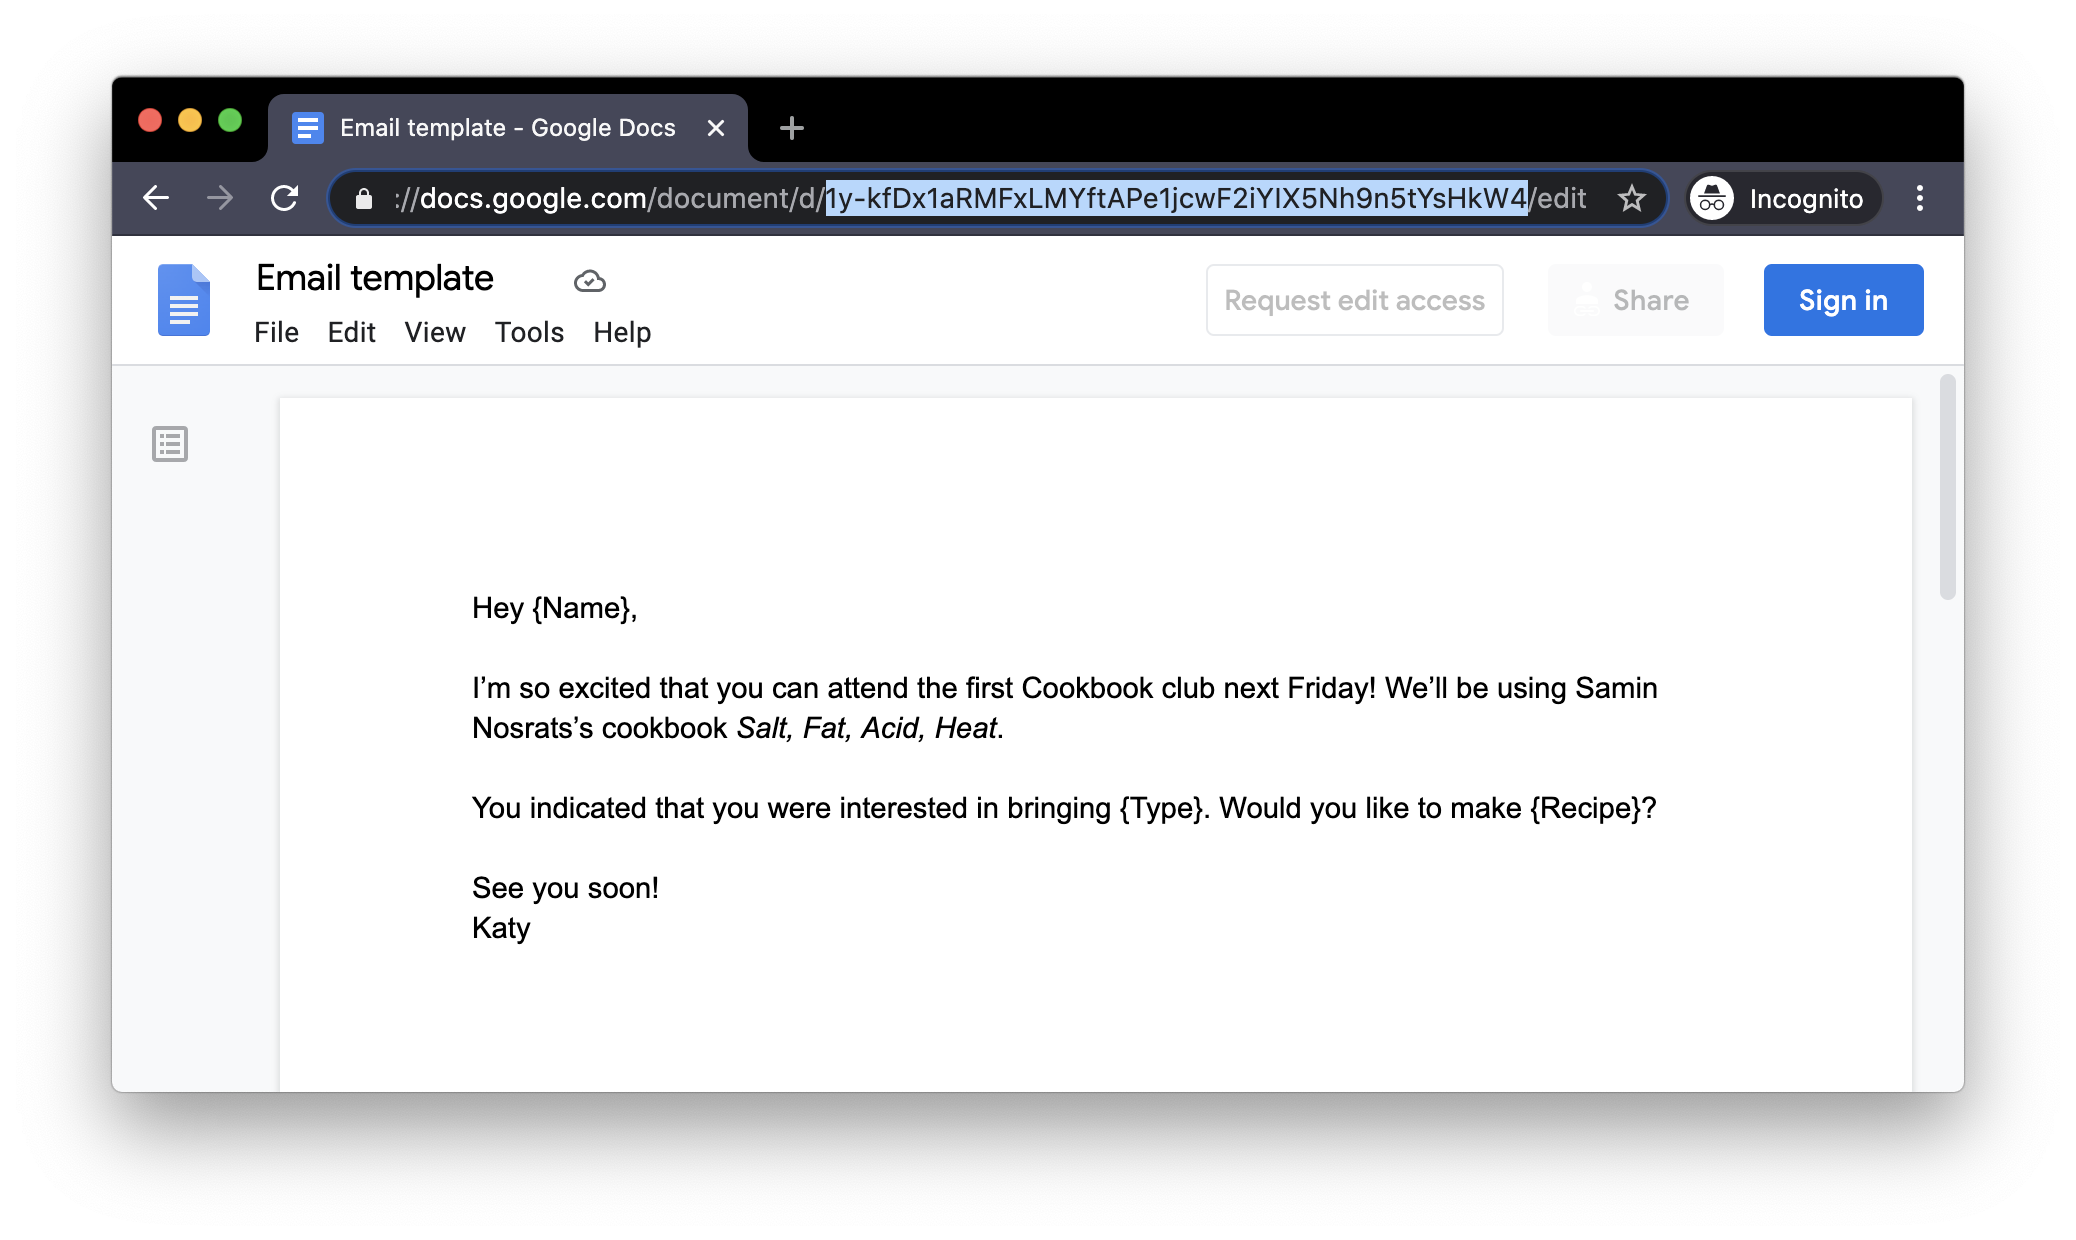 Email template - Google Docs
://docs.google.com/document/d/1y-kfDx1aRMFxLMYftAPe1jcwF2iYIX5Nh9n5tYsHkW4/edit
Incognito
Email template
Request edit access
Share
Sign in
File Edit View Tools Help
Hey {Name},
I’m so excited that you can attend the first Cookbook club next Friday! We’ll be using Samin
Nosrats’s cookbook Salt, Fat, Acid, Heat.
You indicated that you were interested in bringing {Type}. Would you like to make {Recipe}?
See you soon!
Katy